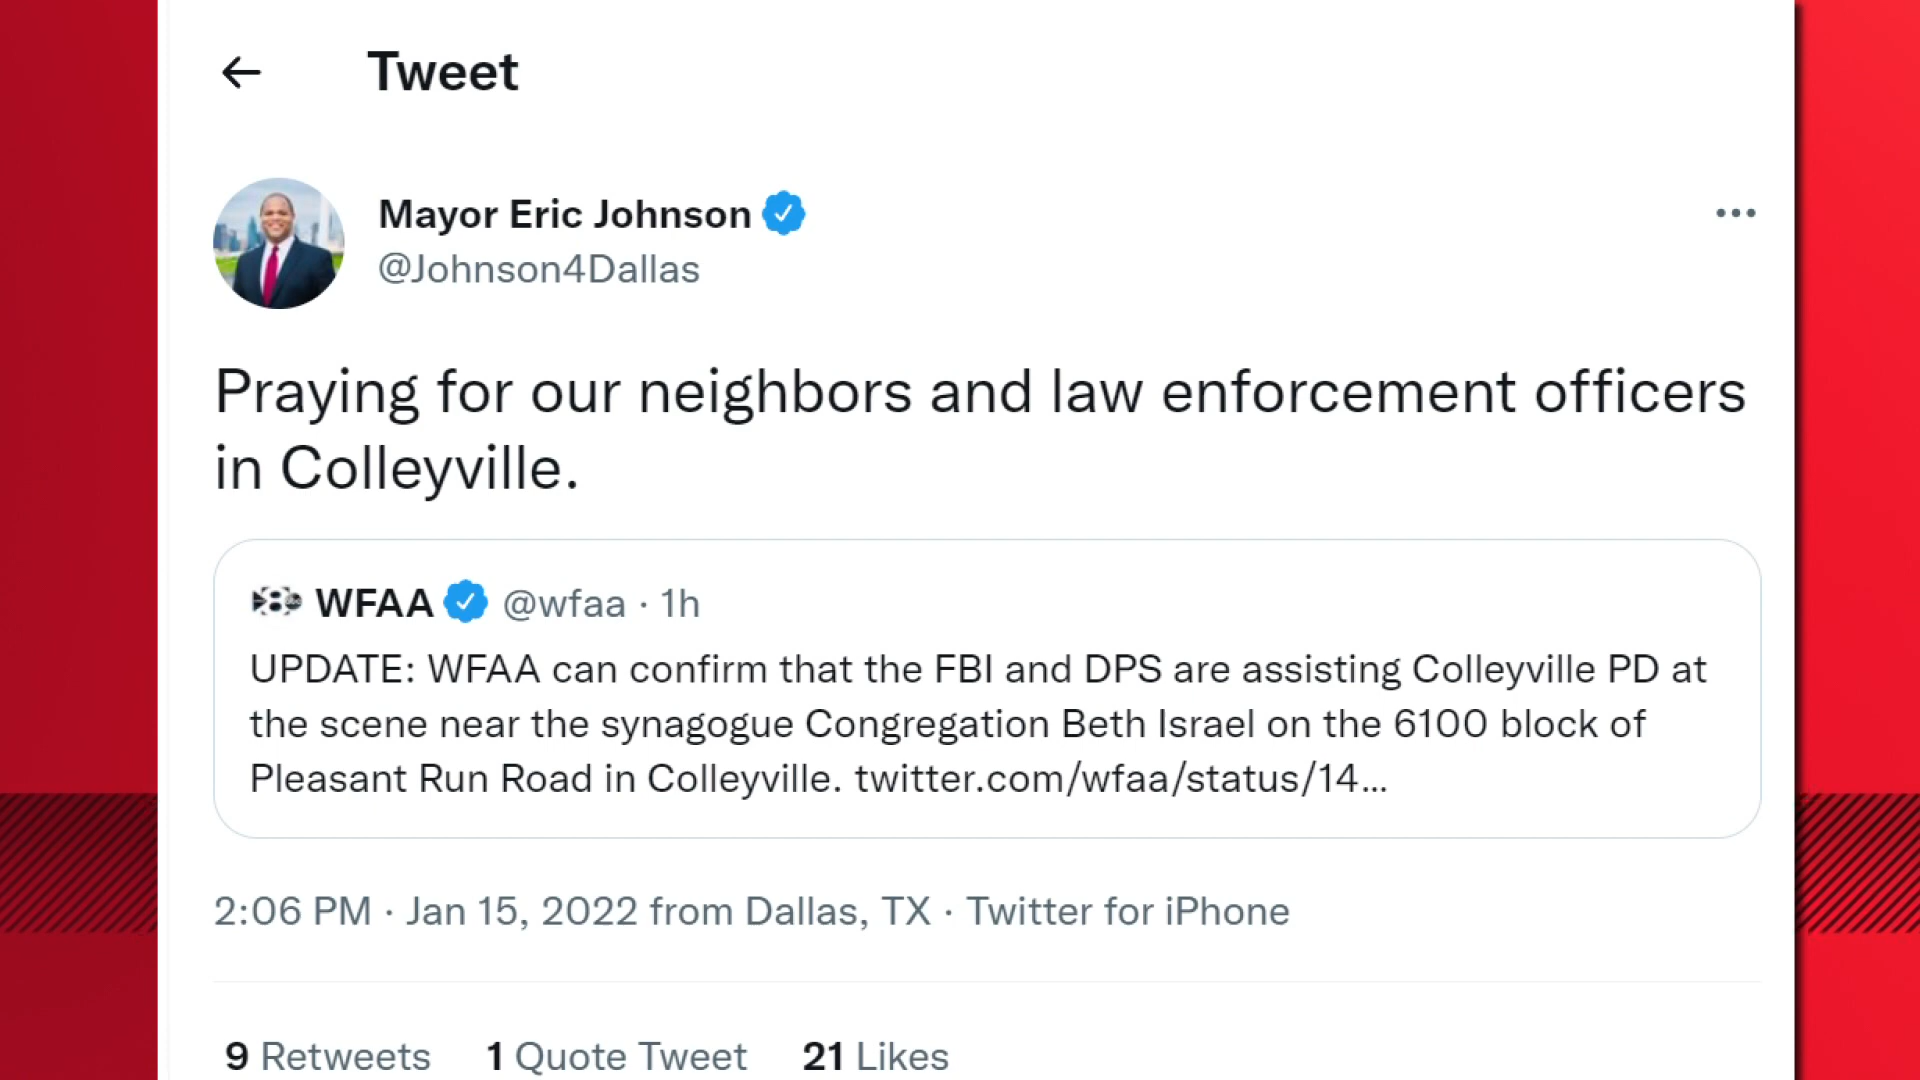 Tweet
Mayor Eric Johnson
@Johnson4Dallas
Praying for our neighbors and law enforcement officers
in Colleyville.
WFAA @wfaa · 1h
UPDATE: WFAA can confirm that the FBI and DPS are assisting Colleyville PD at
the scene near the synagogue Congregation Beth Israel on the 6100 block of
Pleasant Run Road in Colleyville. twitter.com/wfaa/status/14...
2:06 PM · Jan 15, 2022 from Dallas, TX · Twitter for iPhone
9 Retweets 1 Quote Tweet 21 Likes